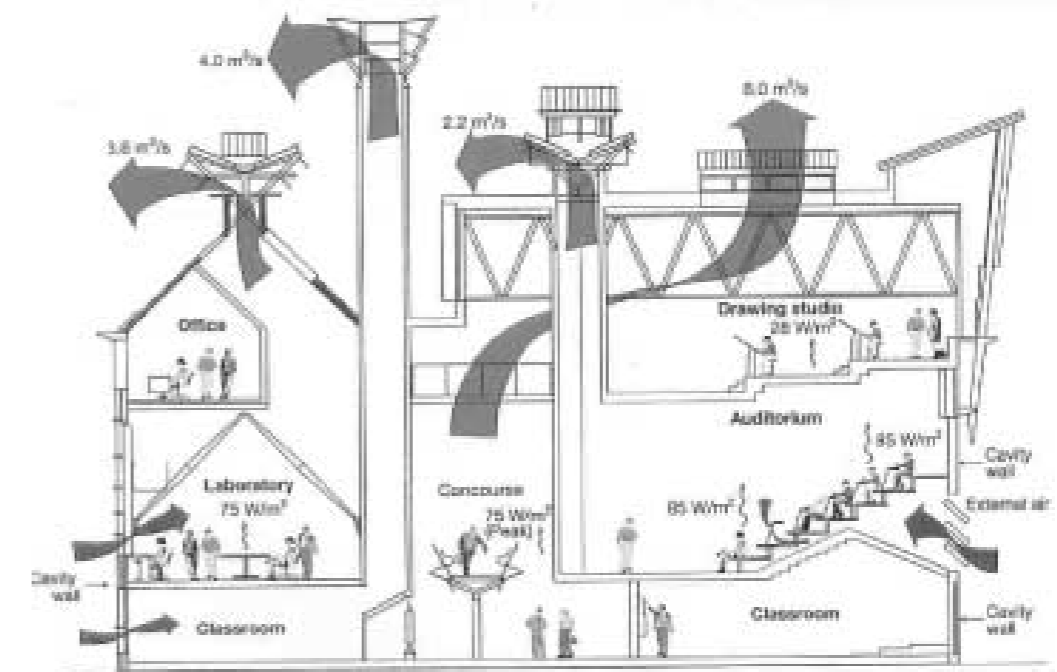 4.0 m³/s
8.0 m³/s
2.2 m³/s
3.6 m³/s
Office
Drawing studio
28 W/m²
Auditorium
85 W/m²
Cavity
wall
Laboratory
75 W/m²
Concourse
75 W/m²
(Peak)
85 W/m²
External air
Cavity
wall
Classroom
Classroom
Cavity
wall